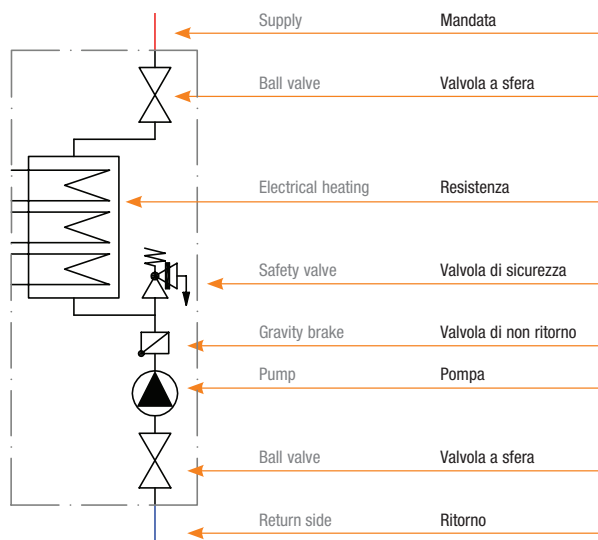 Supply Mandata
Ball valve Valvola a sfera
Electrical heating Resistenza
Safety valve Valvola di sicurezza
Gravity brake Valvola di non ritorno
Pump Pompa
Ball valve Valvola a sfera
Return side Ritorno